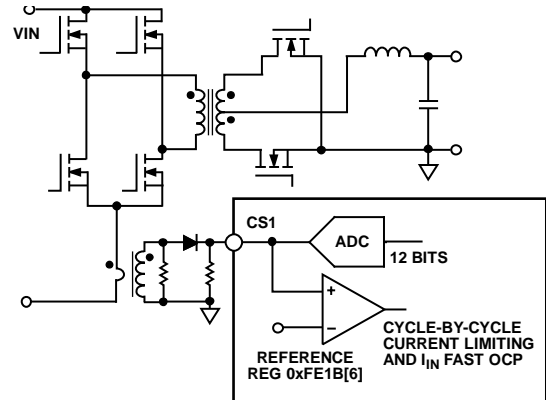 VIN
CS1
ADC
12 BITS
+
−
REFERENCE
REG 0xFE1B[6]
CYCLE-BY-CYCLE
CURRENT LIMITING
AND IIN FAST OCP